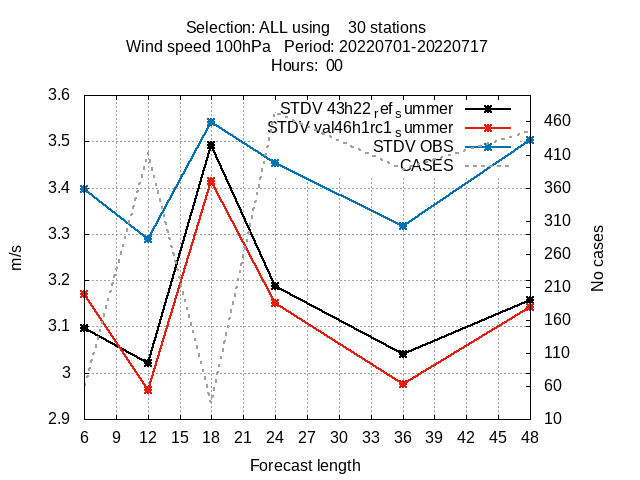 Selection: ALL using    30 stations
Wind speed 100hPa   Period: 20220701-20220717
Hours:  00
3.6
3.5
3.4
3.3
3.2
3.1
3
2.9
m/s
STDV 43h22_ref_summer
STDV val46h1rc1_summer
STDV OBS
CASES
460
410
360
310
260
210
160
110
60
10
No cases
6 9 12 15 18 21 24 27 30 33 36 39 42 45 48
Forecast length